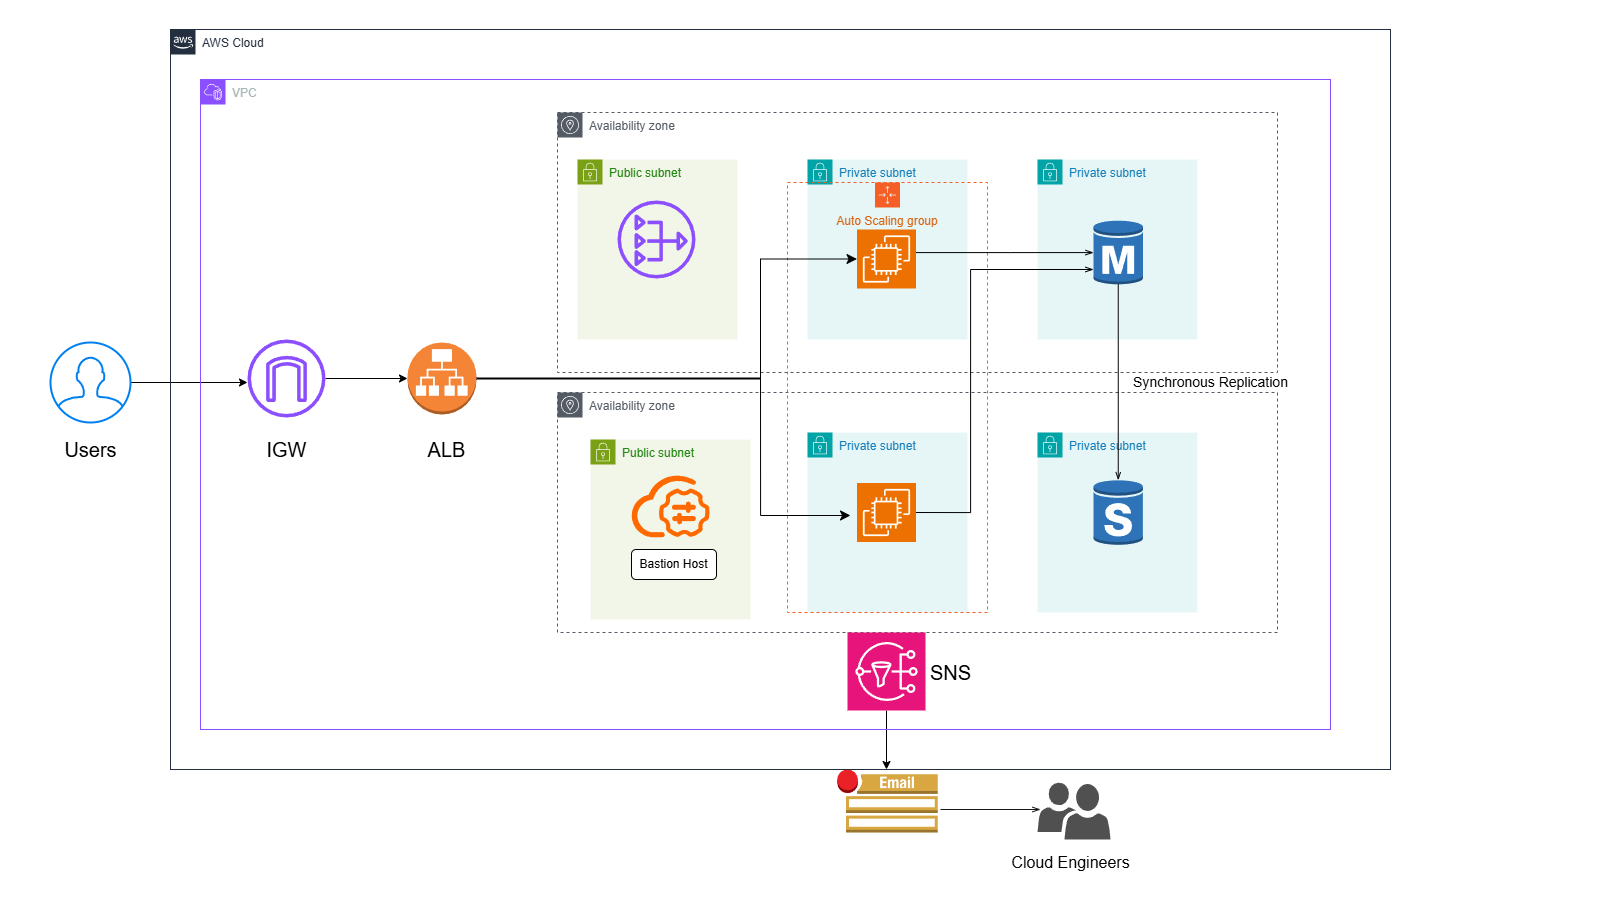 aws
AWS Cloud
VPC
Availability zone
Public subnet
Private subnet
Private subnet
Auto Scaling group
M
Users
IGW
ALB
Synchronous Replication
Availability zone
Public subnet
Private subnet
Private subnet
S
Bastion Host
SNS
Email
Cloud Engineers